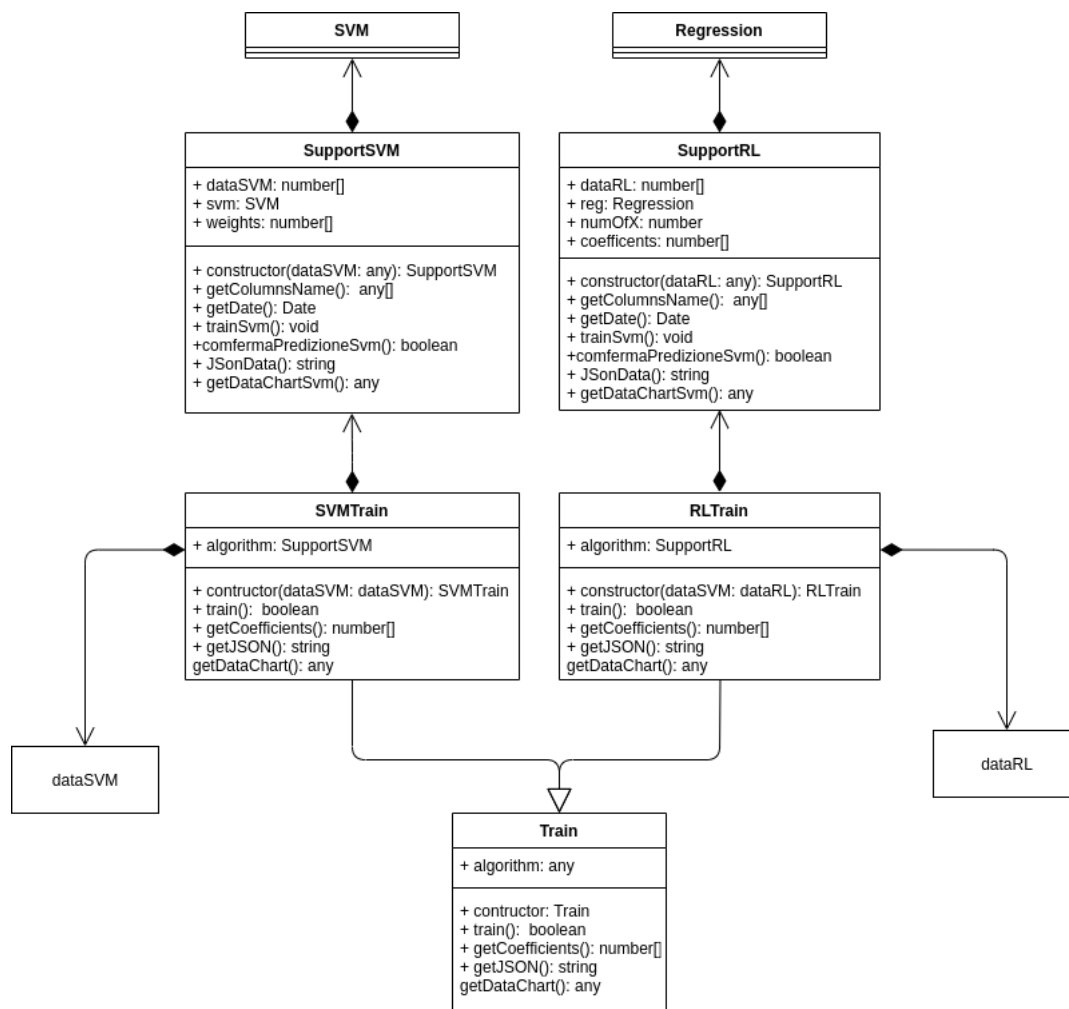 SVM
Regression
SupportSVM
+ dataSVM: number[]
+ svm: SVM
+ weights: number[]
+ constructor(dataSVM: any): SupportSVM
+ getColumnsName():  any[]
+ getDate(): Date
+ trainSvm(): void
+comfermaPredizioneSvm(): boolean
+ JSonData(): string
+ getDataChartSvm(): any
SupportRL
+ dataRL: number[]
+ reg: Regression
+ numOfX: number
+ coefficents: number[]
+ constructor(dataRL: any): SupportRL
+ getColumnsName():  any[]
+ getDate(): Date
+ trainSvm(): void
+comfermaPredizioneSvm(): boolean
+ JSonData(): string
+ getDataChartSvm(): any
SVMTrain
+ algorithm: SupportSVM
+ contructor(dataSVM: dataSVM): SVMTrain
+ train():  boolean
+ getCoefficients(): number[]
+ getJSON(): string
getDataChart(): any
RLTrain
+ algorithm: SupportRL
+ constructor(dataSVM: dataRL): RLTrain
+ train():  boolean
+ getCoefficients(): number[]
+ getJSON(): string
getDataChart(): any
dataSVM
dataRL
Train
+ algorithm: any
+ contructor: Train
+ train():  boolean
+ getCoefficients(): number[]
+ getJSON(): string
getDataChart(): any